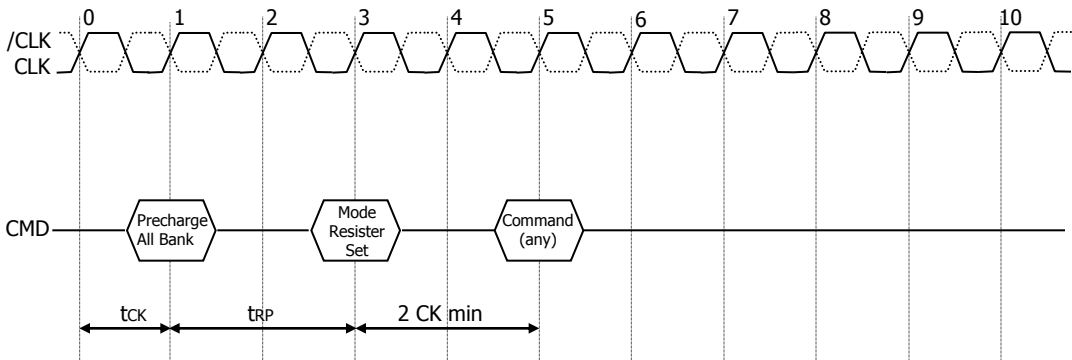 0 1 2 3 4 5 6 7 8 9 10
/CLK
CLK
CMD
Precharge
All Bank
Mode
Resister
Set
Command
(any)
tCK
tRP
2 CK min